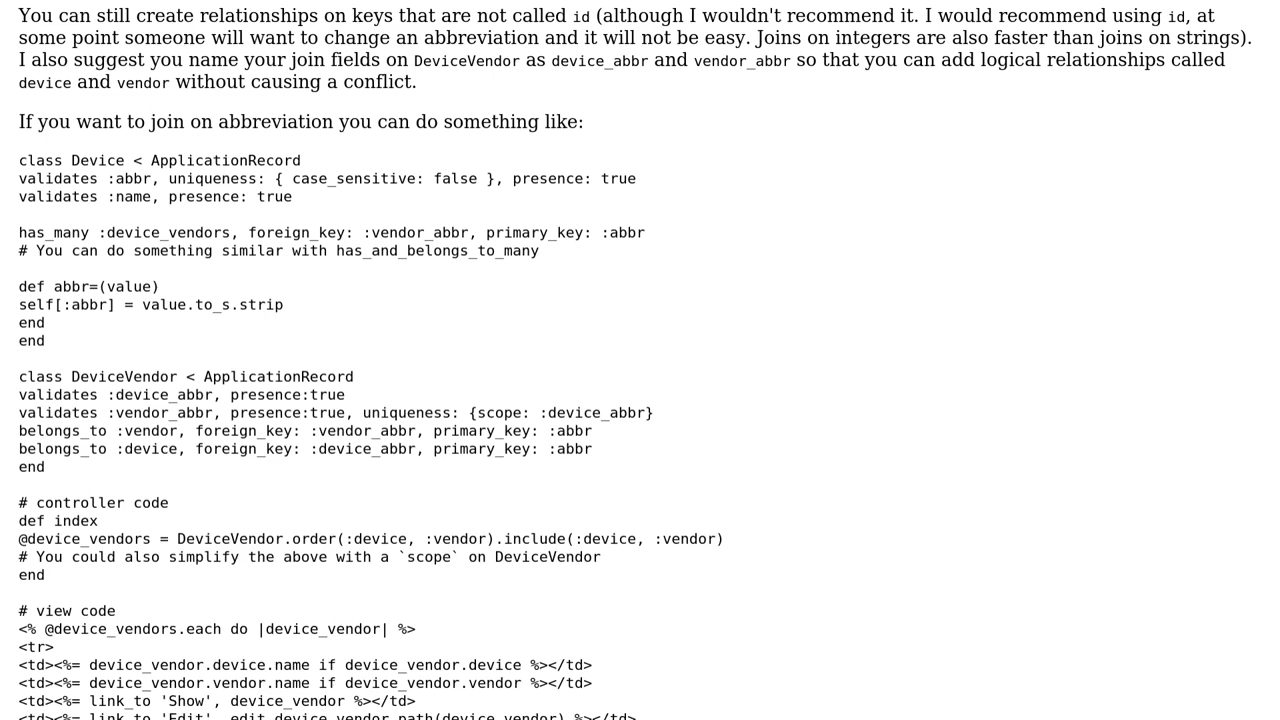 You can still create relationships on keys that are not called id (although I wouldn't recommend it. I would recommend using id, at
some point someone will want to change an abbreviation and it will not be easy. Joins on integers are also faster than joins on strings).
I also suggest you name your join fields on DeviceVendor as device_abbr and vendor_abbr so that you can add logical relationships called
device and vendor without causing a conflict.
If you want to join on abbreviation you can do something like:
class Device < ApplicationRecord
validates :abbr, uniqueness: { case_sensitive: false }, presence: true
validates :name, presence: true
has_many :device_vendors, foreign_key: :vendor_abbr, primary_key: :abbr
# You can do something similar with has_and_belongs_to_many
def abbr=(value)
self[:abbr] = value.to_s.strip
end
end
class DeviceVendor < ApplicationRecord
validates :device_abbr, presence:true
validates :vendor_abbr, presence:true, uniqueness: {scope: :device_abbr}
belongs_to :vendor, foreign_key: :vendor_abbr, primary_key: :abbr
belongs_to :device, foreign_key: :device_abbr, primary_key: :abbr
end
# controller code
def index
@device_vendors = DeviceVendor.order(:device, :vendor).include(:device, :vendor)
# You could also simplify the above with a `scope` on DeviceVendor
end
# view code
<% @device_vendors.each do |device_vendor| %>
<tr>
<td><%= device_vendor.device.name if device_vendor.device %></td>
<td><%= device_vendor.vendor.name if device_vendor.vendor %></td>
<td><%= link_to 'Show', device_vendor %></td>
<td><%= link_to 'Edit', edit_device_vendor_path(device_vendor) %></td>